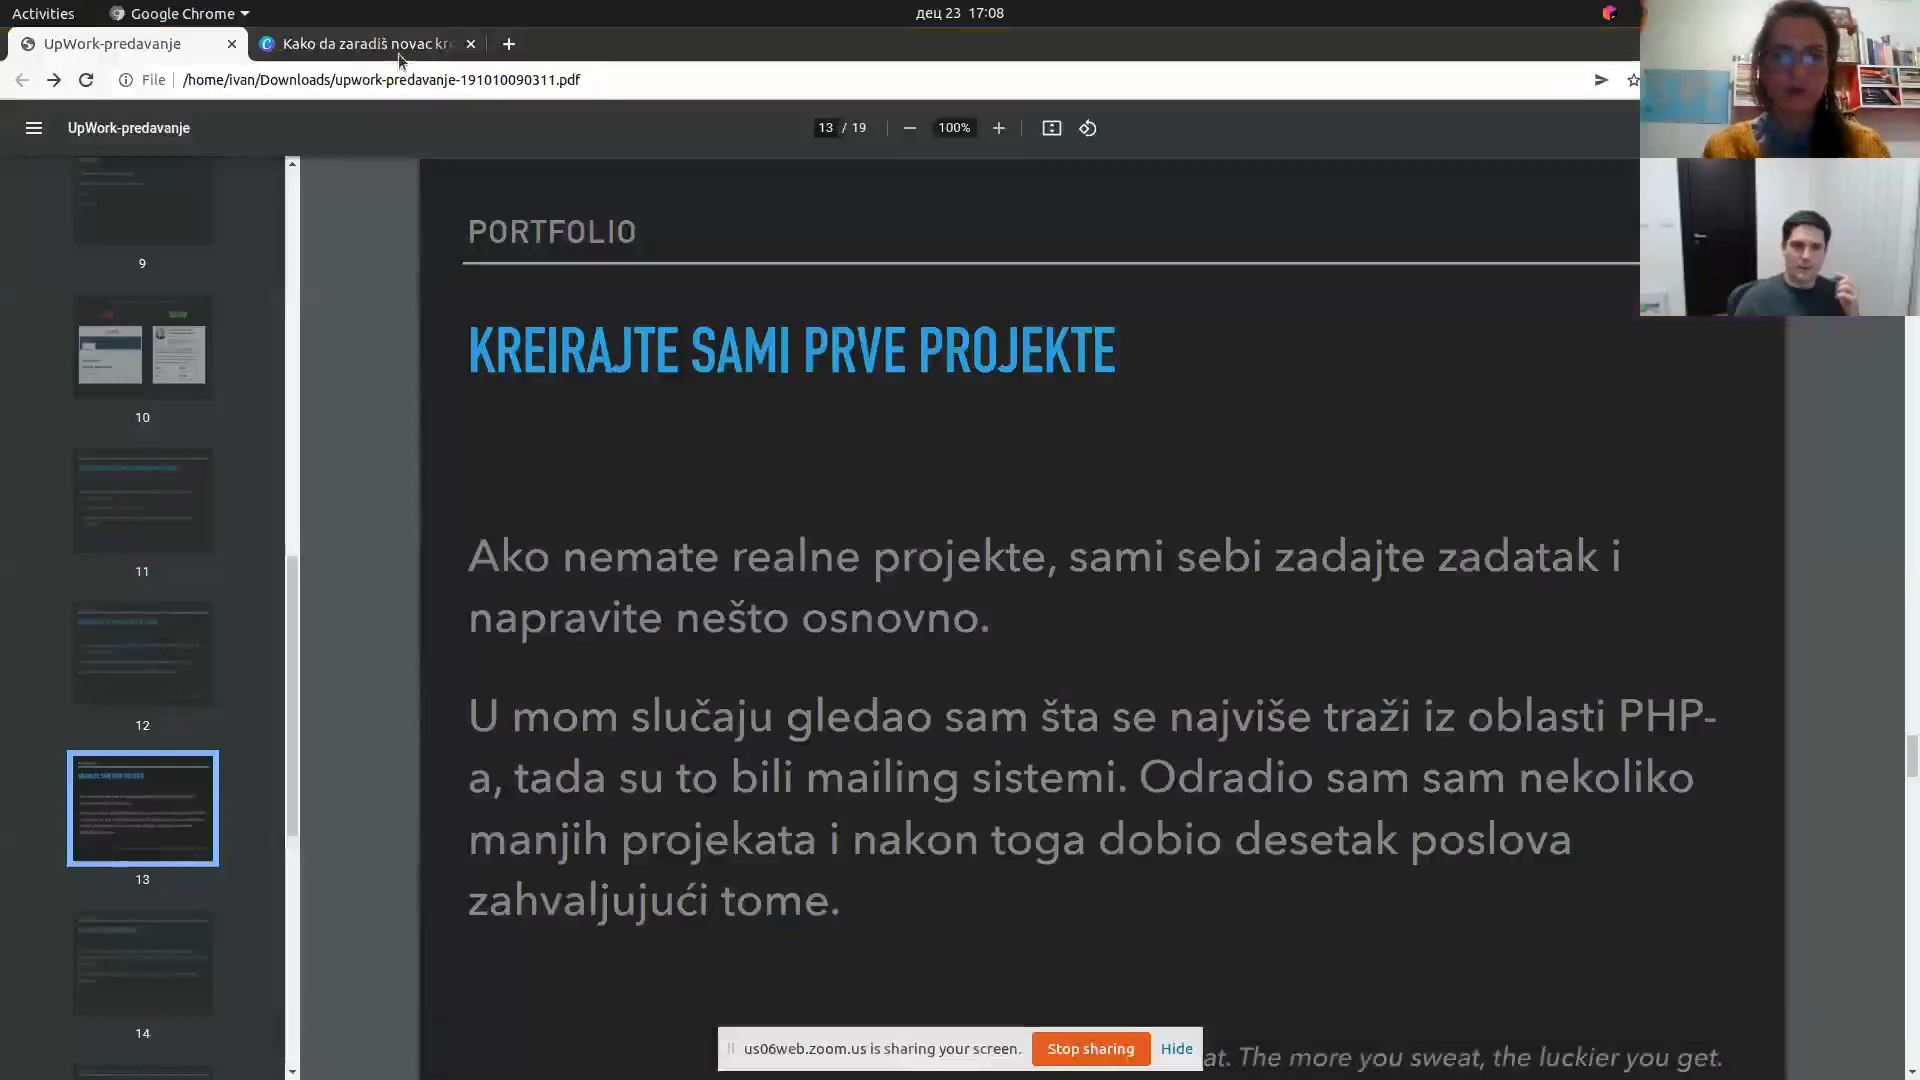 Activities
Google Chrome
дец 23 17:08
UpWork-predavanje
Kako da zaradiš novac
File
/home/ivan/Downloads/upwork-predavanje-191010090311.pdf
UpWork-predavanje
13 / 19
100%
9
10
11
12
13
14
PORTFOLIO
KREIRAJTE SAMI PRVE PROJEKTE
Ako nemate realne projekte, sami sebi zadajte zadatak i
napravite nešto osnovno.
U mom slučaju gledao sam šta se najviše traži iz oblasti PHP-
a, tada su to bili mailing sistemi. Odradio sam sam nekoliko
manjih projekata i nakon toga dobio desetak poslova
zahvaljujući tome.
us06web.zoom.us is sharing your screen.
Stop sharing
Hide
The more you sweat, the luckier you get.